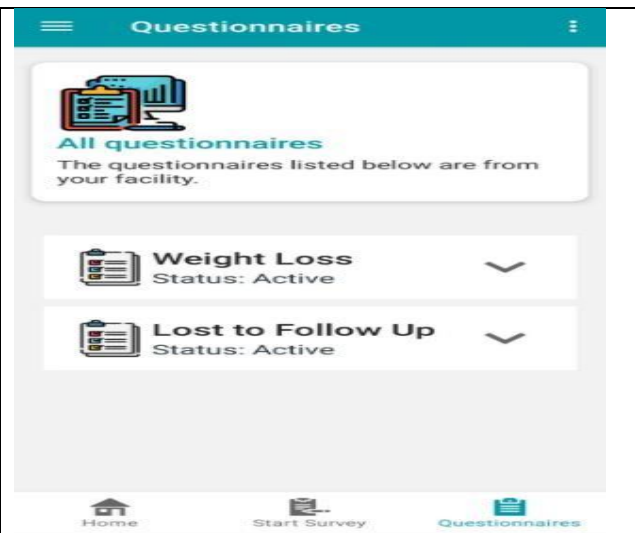 Questionnaires
All questionnaires
The questionnaires listed below are from
your facility.
Weight Loss
Status: Active
Lost to Follow Up
Status: Active
Home
Start Survey
Questionnaires